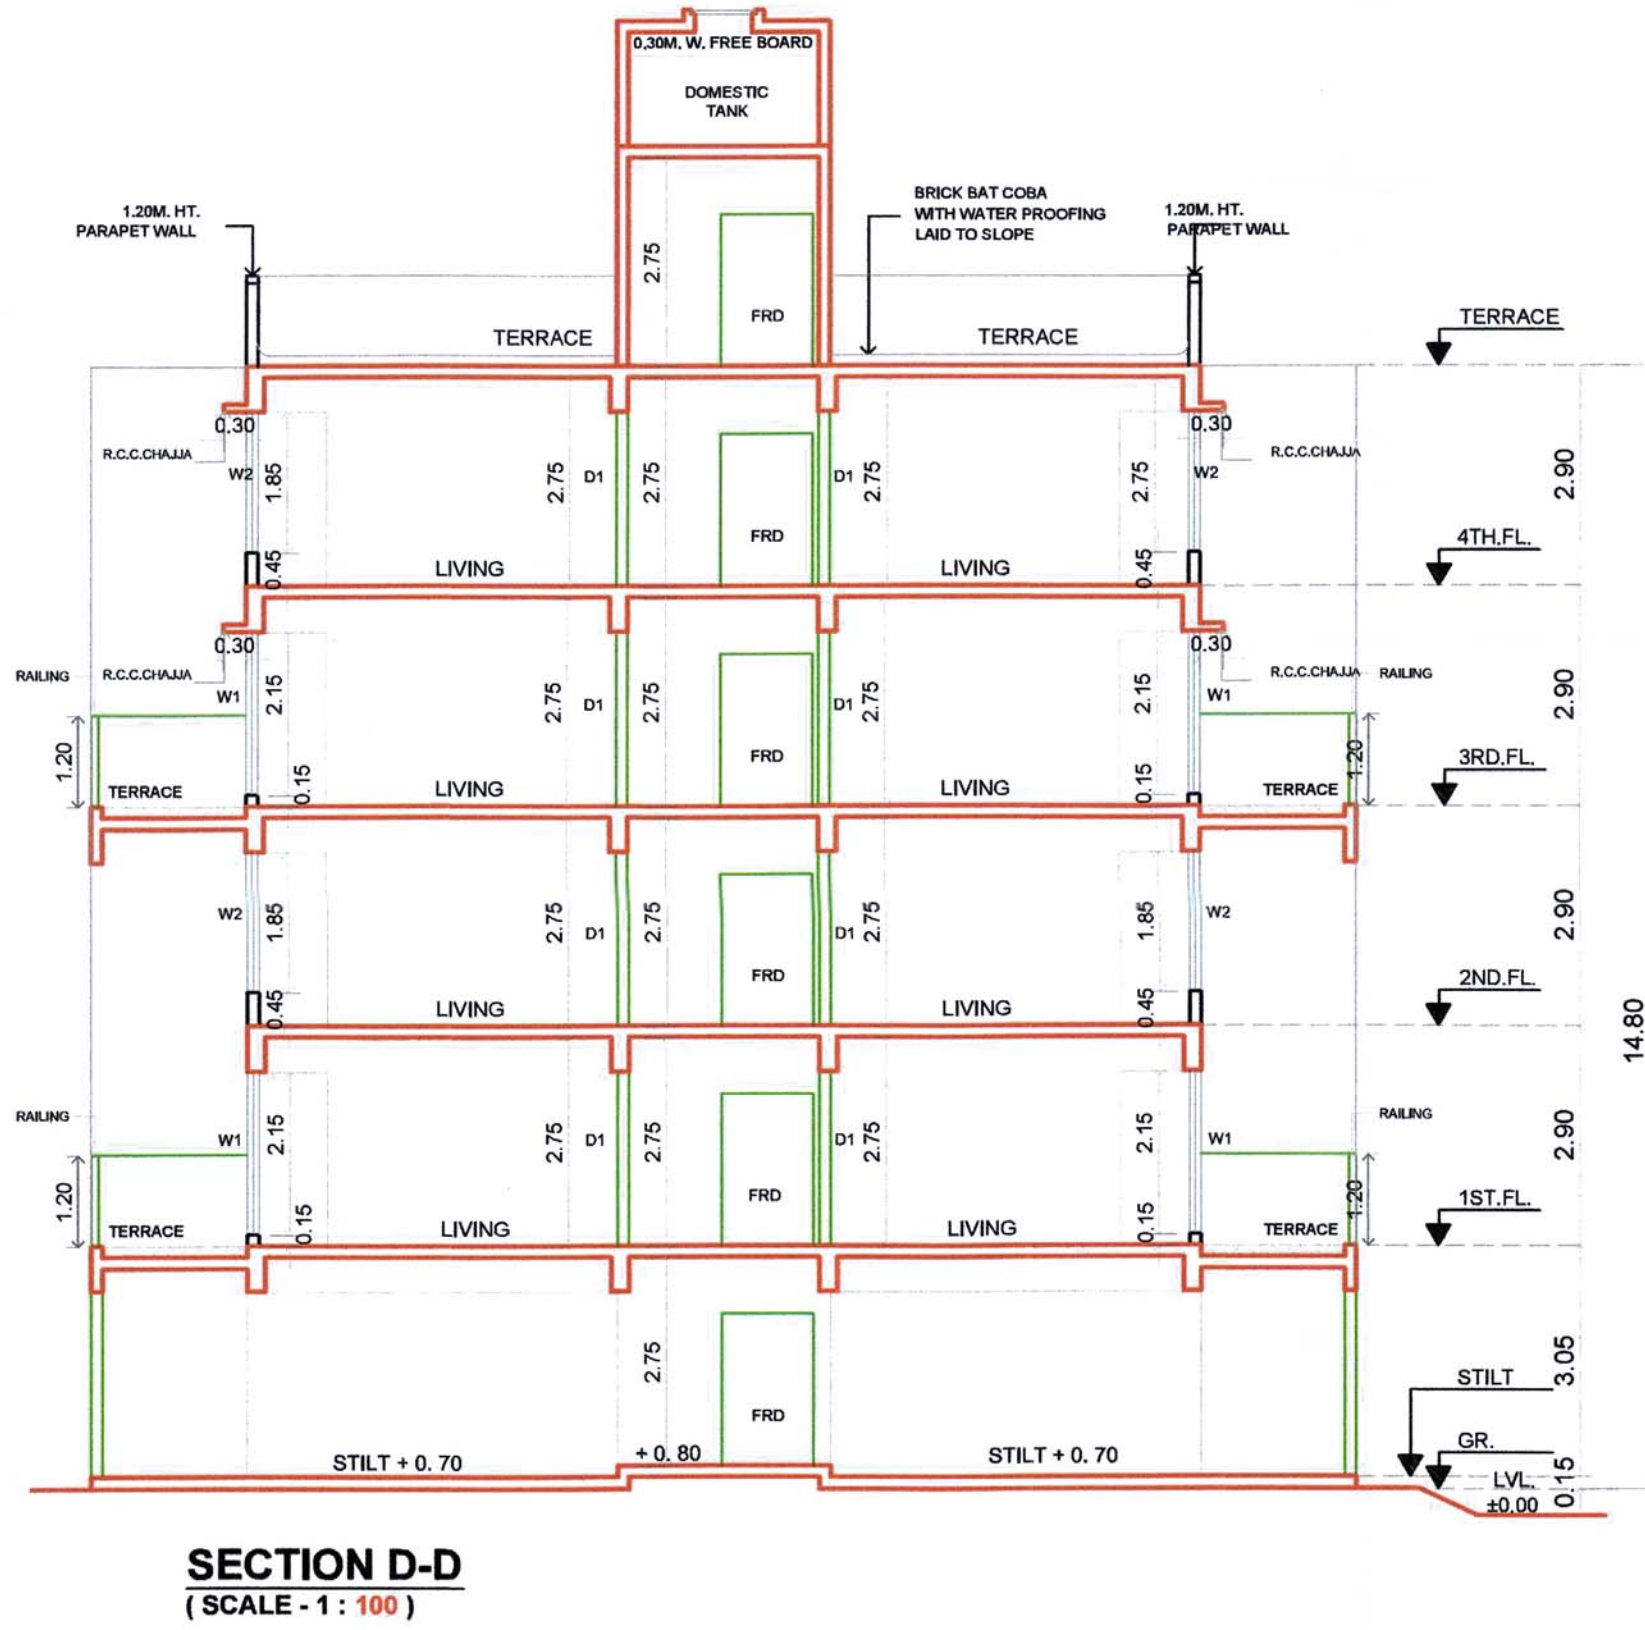 0.30M. W. FREE BOARD
DOMESTIC
TANK
1.20M. HT.
PARAPET WALL
BRICK BAT COBA
WITH WATER PROOFING
LAID TO SLOPE
1.20M. HT.
PARAPET WALL
2.75
FRD
TERRACE
TERRACE
TERRACE
0.30
R.C.C.CHAJJA
W2
1.85
0.45
LIVING
2.75
D1
2.75
FRD
D1
2.75
LIVING
2.75
0.45
0.30
W2
R.C.C.CHAJJA
2.90
4TH.FL.
0.30
RAILING
R.C.C.CHAJJA
W1
2.15
1.20
TERRACE
0.15
LIVING
2.75
D1
2.75
FRD
D1
2.75
LIVING
2.15
0.15
0.30
W1
R.C.C.CHAJJA
RAILING
1.20
TERRACE
2.90
3RD.FL.
W2
1.85
0.45
LIVING
2.75
D1
2.75
FRD
D1
2.75
LIVING
1.85
0.45
W2
2.90
2ND.FL.
14.80
RAILING
W1
2.15
1.20
TERRACE
0.15
LIVING
2.75
D1
2.75
FRD
D1
2.75
LIVING
2.15
0.15
W1
RAILING
1.20
TERRACE
2.90
1ST.FL.
2.75
FRD
STILT + 0. 70
+ 0. 80
STILT + 0. 70
3.05
STILT
GR.
LVL.
±0.00
0.15
SECTION D-D
( SCALE - 1 : 100 )